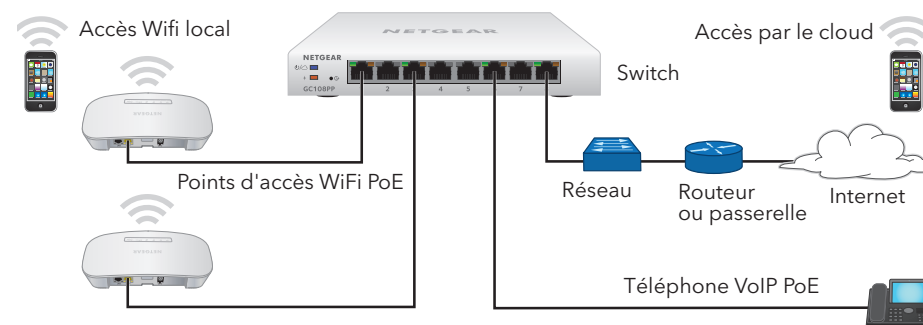 Accès Wifi local
NETGEAR
Accès par le cloud
NETGEAR
Switch
GC108PP
2 4 5 7
Points d'accès WiFi PoE
Réseau
Routeur
ou passerelle
Internet
Téléphone VoIP PoE